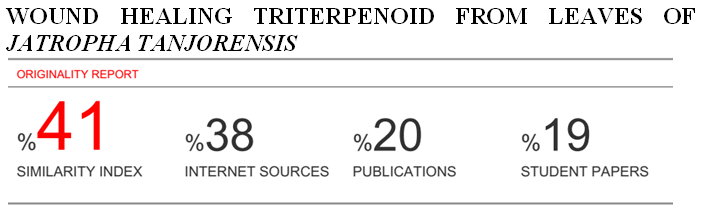 WOUND HEALING TRITERPENOID FROM LEAVES OF
JATROPHA TANJORENSIS
ORIGINALITY REPORT
%41 %38 %20 %19
SIMILARITY INDEX INTERNET SOURCES PUBLICATIONS STUDENT PAPERS